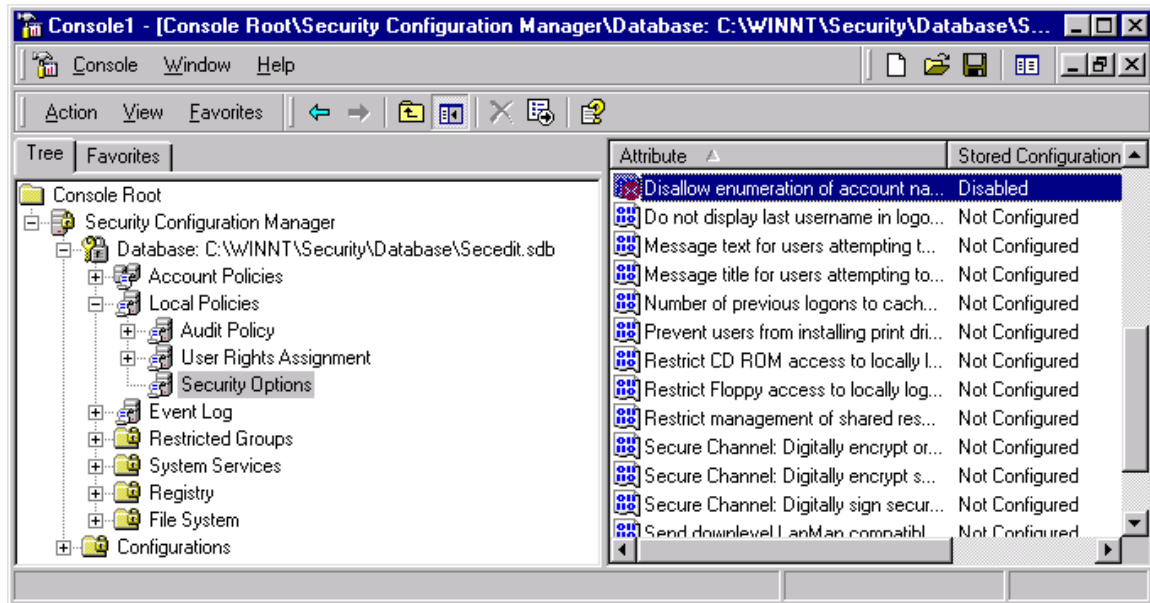 Console1 - [Console Root\Security Configuration Manager\Database: C:\WINNT\Security\Database\S...
Console Window Help
Action View Favorites
Tree Favorites
Console Root
Security Configuration Manager
Database: C:\WINNT\Security\Database\Secedit.sdb
Account Policies
Local Policies
Audit Policy
User Rights Assignment
Security Options
Event Log
Restricted Groups
System Services
Registry
File System
Configurations
Attribute Stored Configuration
Disallow enumeration of account na... Disabled
Do not display last username in logo... Not Configured
Message text for users attempting t... Not Configured
Message title for users attempting to... Not Configured
Number of previous logons to cach... Not Configured
Prevent users from installing print dri... Not Configured
Restrict CD ROM access to locally l... Not Configured
Restrict Floppy access to locally log... Not Configured
Restrict management of shared res... Not Configured
Secure Channel: Digitally encrypt or... Not Configured
Secure Channel: Digitally encrypt s... Not Configured
Secure Channel: Digitally sign secur... Not Configured
Send downlevel LanMan compatibl... Not Configured